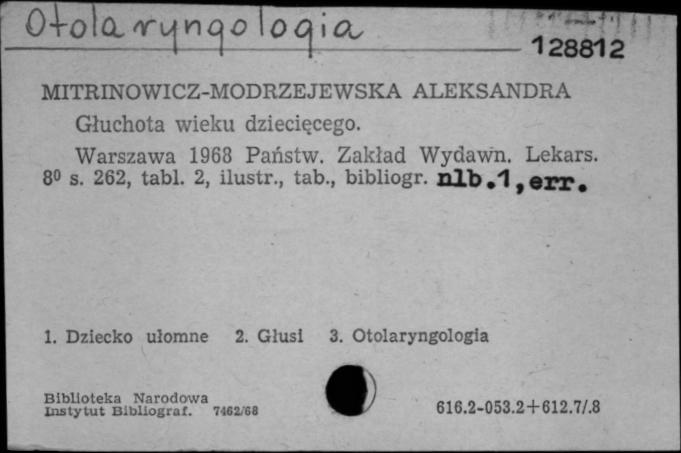 Otolaryngologia
128812
MITRINOWICZ-MODRZEJEWSKA ALEKSANDRA
Głuchota wieku dziecięcego.
Warszawa 1968 Państw. Zakład Wydawn. Lekars.
8⁰ s. 262, tabl. 2, ilustr., tab., bibliogr. nlb.1, err.
1. Dziecko ułomne 2. Głusi 3. Otolaryngologia
Biblioteka Narodowa
Instytut Bibliograf. 7462/68
616.2-053.2+612.7/.8